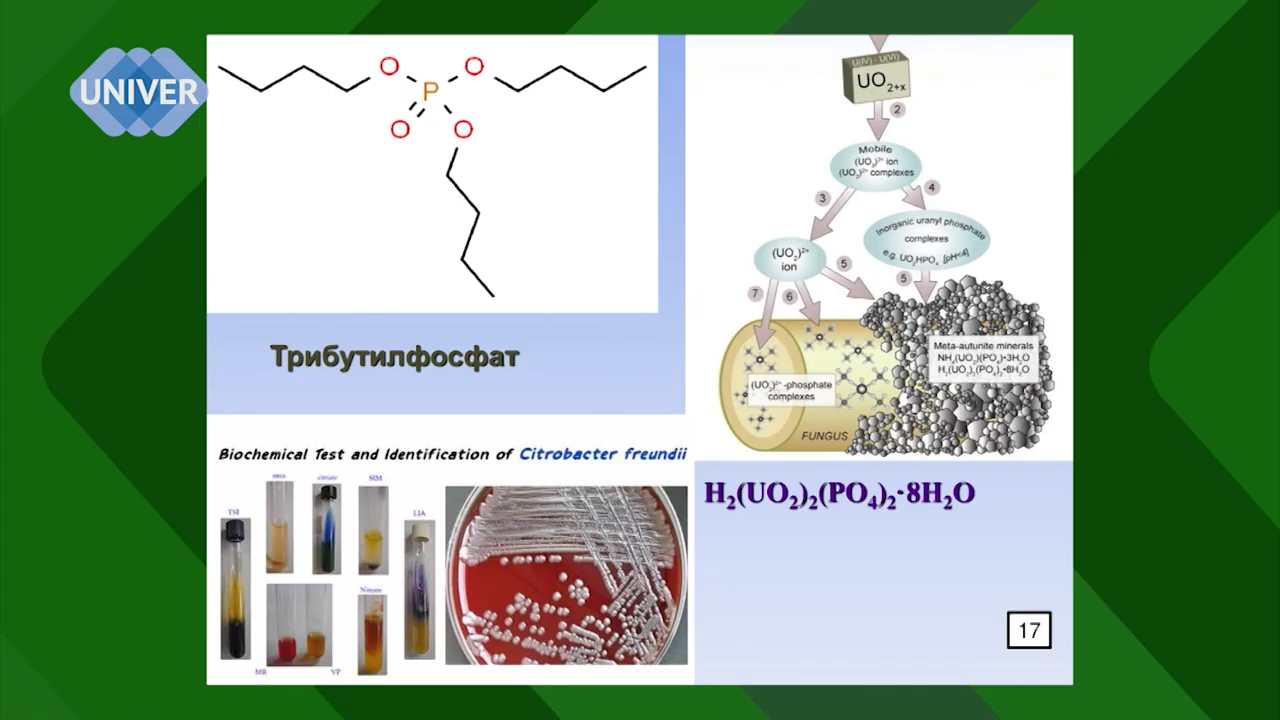 UNIVER
O
O
P
O
O
Трибутилфосфат
U(IV) - U(VI)
UO₂₊ₓ
2
Mobile
(UO₂)²⁺ ion
(UO₂)²⁺ complexes
3
4
Inorganic uranyl phosphate
complexes
e.g. UO₂HPO₄ [pH<4]
(UO₂)²⁺
ion
5
5
7
6
Meta-autunite minerals
NH₄(UO₂)(PO₄)•3H₂O
H₂(UO₂)₂(PO₄)₂•8H₂O
(UO₂)²⁺-phosphate
complexes
FUNGUS
Biochemical Test and Identification of Citrobacter freundii
urea
citrate
SIM
TSI
LIA
Nitrate
MR
VP
H₂(UO₂)₂(PO₄)₂·8H₂O
17